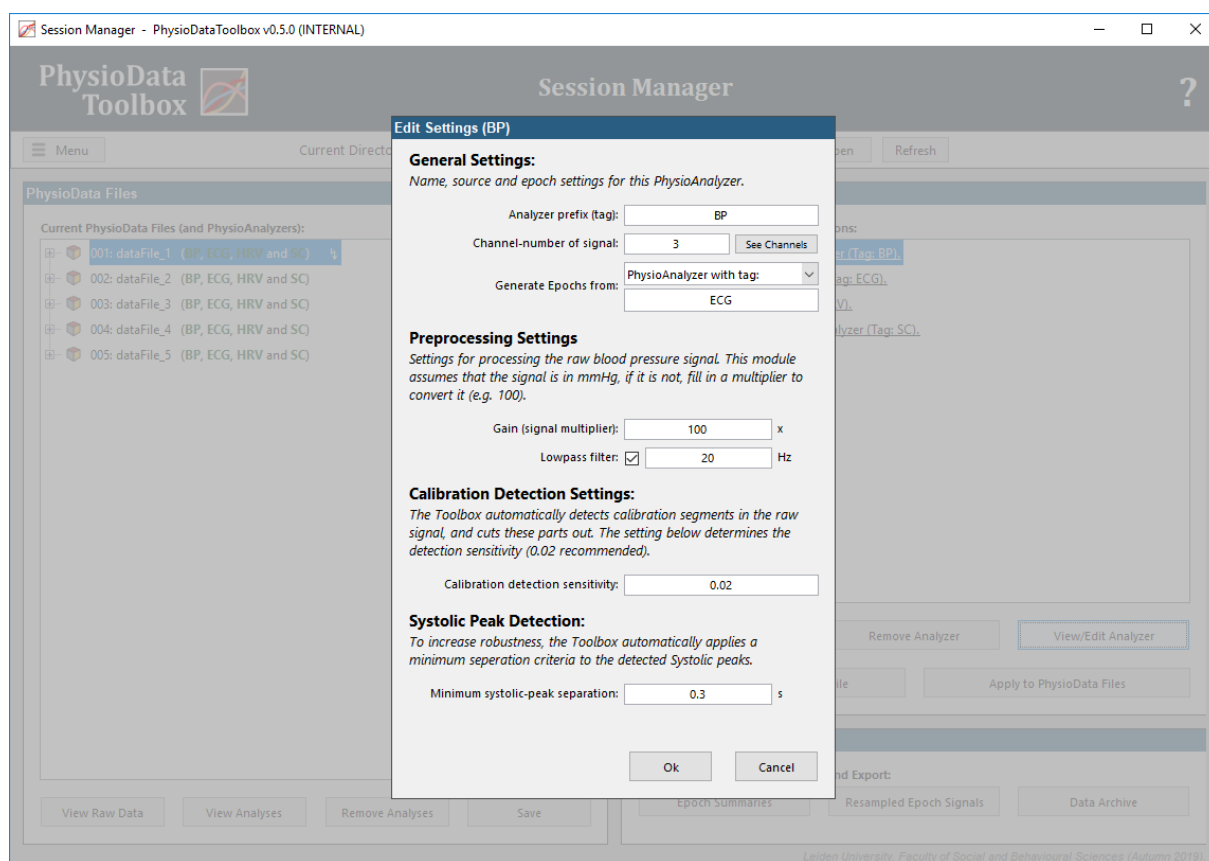 Session Manager - PhysioDataToolbox v0.5.0 (INTERNAL)
PhysioData
Toolbox
Session Manager
?
Menu
Current Directo
pen
Refresh
Edit Settings (BP)
General Settings:
Name, source and epoch settings for this PhysioAnalyzer.
Analyzer prefix (tag):
BP
Channel-number of signal:
3
See Channels
Generate Epochs from:
PhysioAnalyzer with tag:
ECG
Preprocessing Settings
Settings for processing the raw blood pressure signal. This module
assumes that the signal is in mmHg, if it is not, fill in a multiplier to
convert it (e.g. 100).
Gain (signal multiplier):
100
x
Lowpass filter:
20
Hz
Calibration Detection Settings:
The Toolbox automatically detects calibration segments in the raw
signal, and cuts these parts out. The setting below determines the
detection sensitivity (0.02 recommended).
Calibration detection sensitivity:
0.02
Systolic Peak Detection:
To increase robustness, the Toolbox automatically applies a
minimum seperation criteria to the detected Systolic peaks.
Minimum systolic-peak separation:
0.3
s
Ok
Cancel
PhysioData Files
Current PhysioData Files (and PhysioAnalyzers):
001: dataFile_1 (BP, ECG, HRV and SC)
002: dataFile_2 (BP, ECG, HRV and SC)
003: dataFile_3 (BP, ECG, HRV and SC)
004: dataFile_4 (BP, ECG, HRV and SC)
005: dataFile_5 (BP, ECG, HRV and SC)
View Raw Data
View Analyses
Remove Analyses
Save
ons:
er (Tag: BP).
ag: ECG).
V).
lyzer (Tag: SC).
Remove Analyzer
View/Edit Analyzer
ile
Apply to PhysioData Files
nd Export:
Epoch Summaries
Resampled Epoch Signals
Data Archive
Leiden University, Faculty of Social and Behavioural Sciences (Autumn 2019)